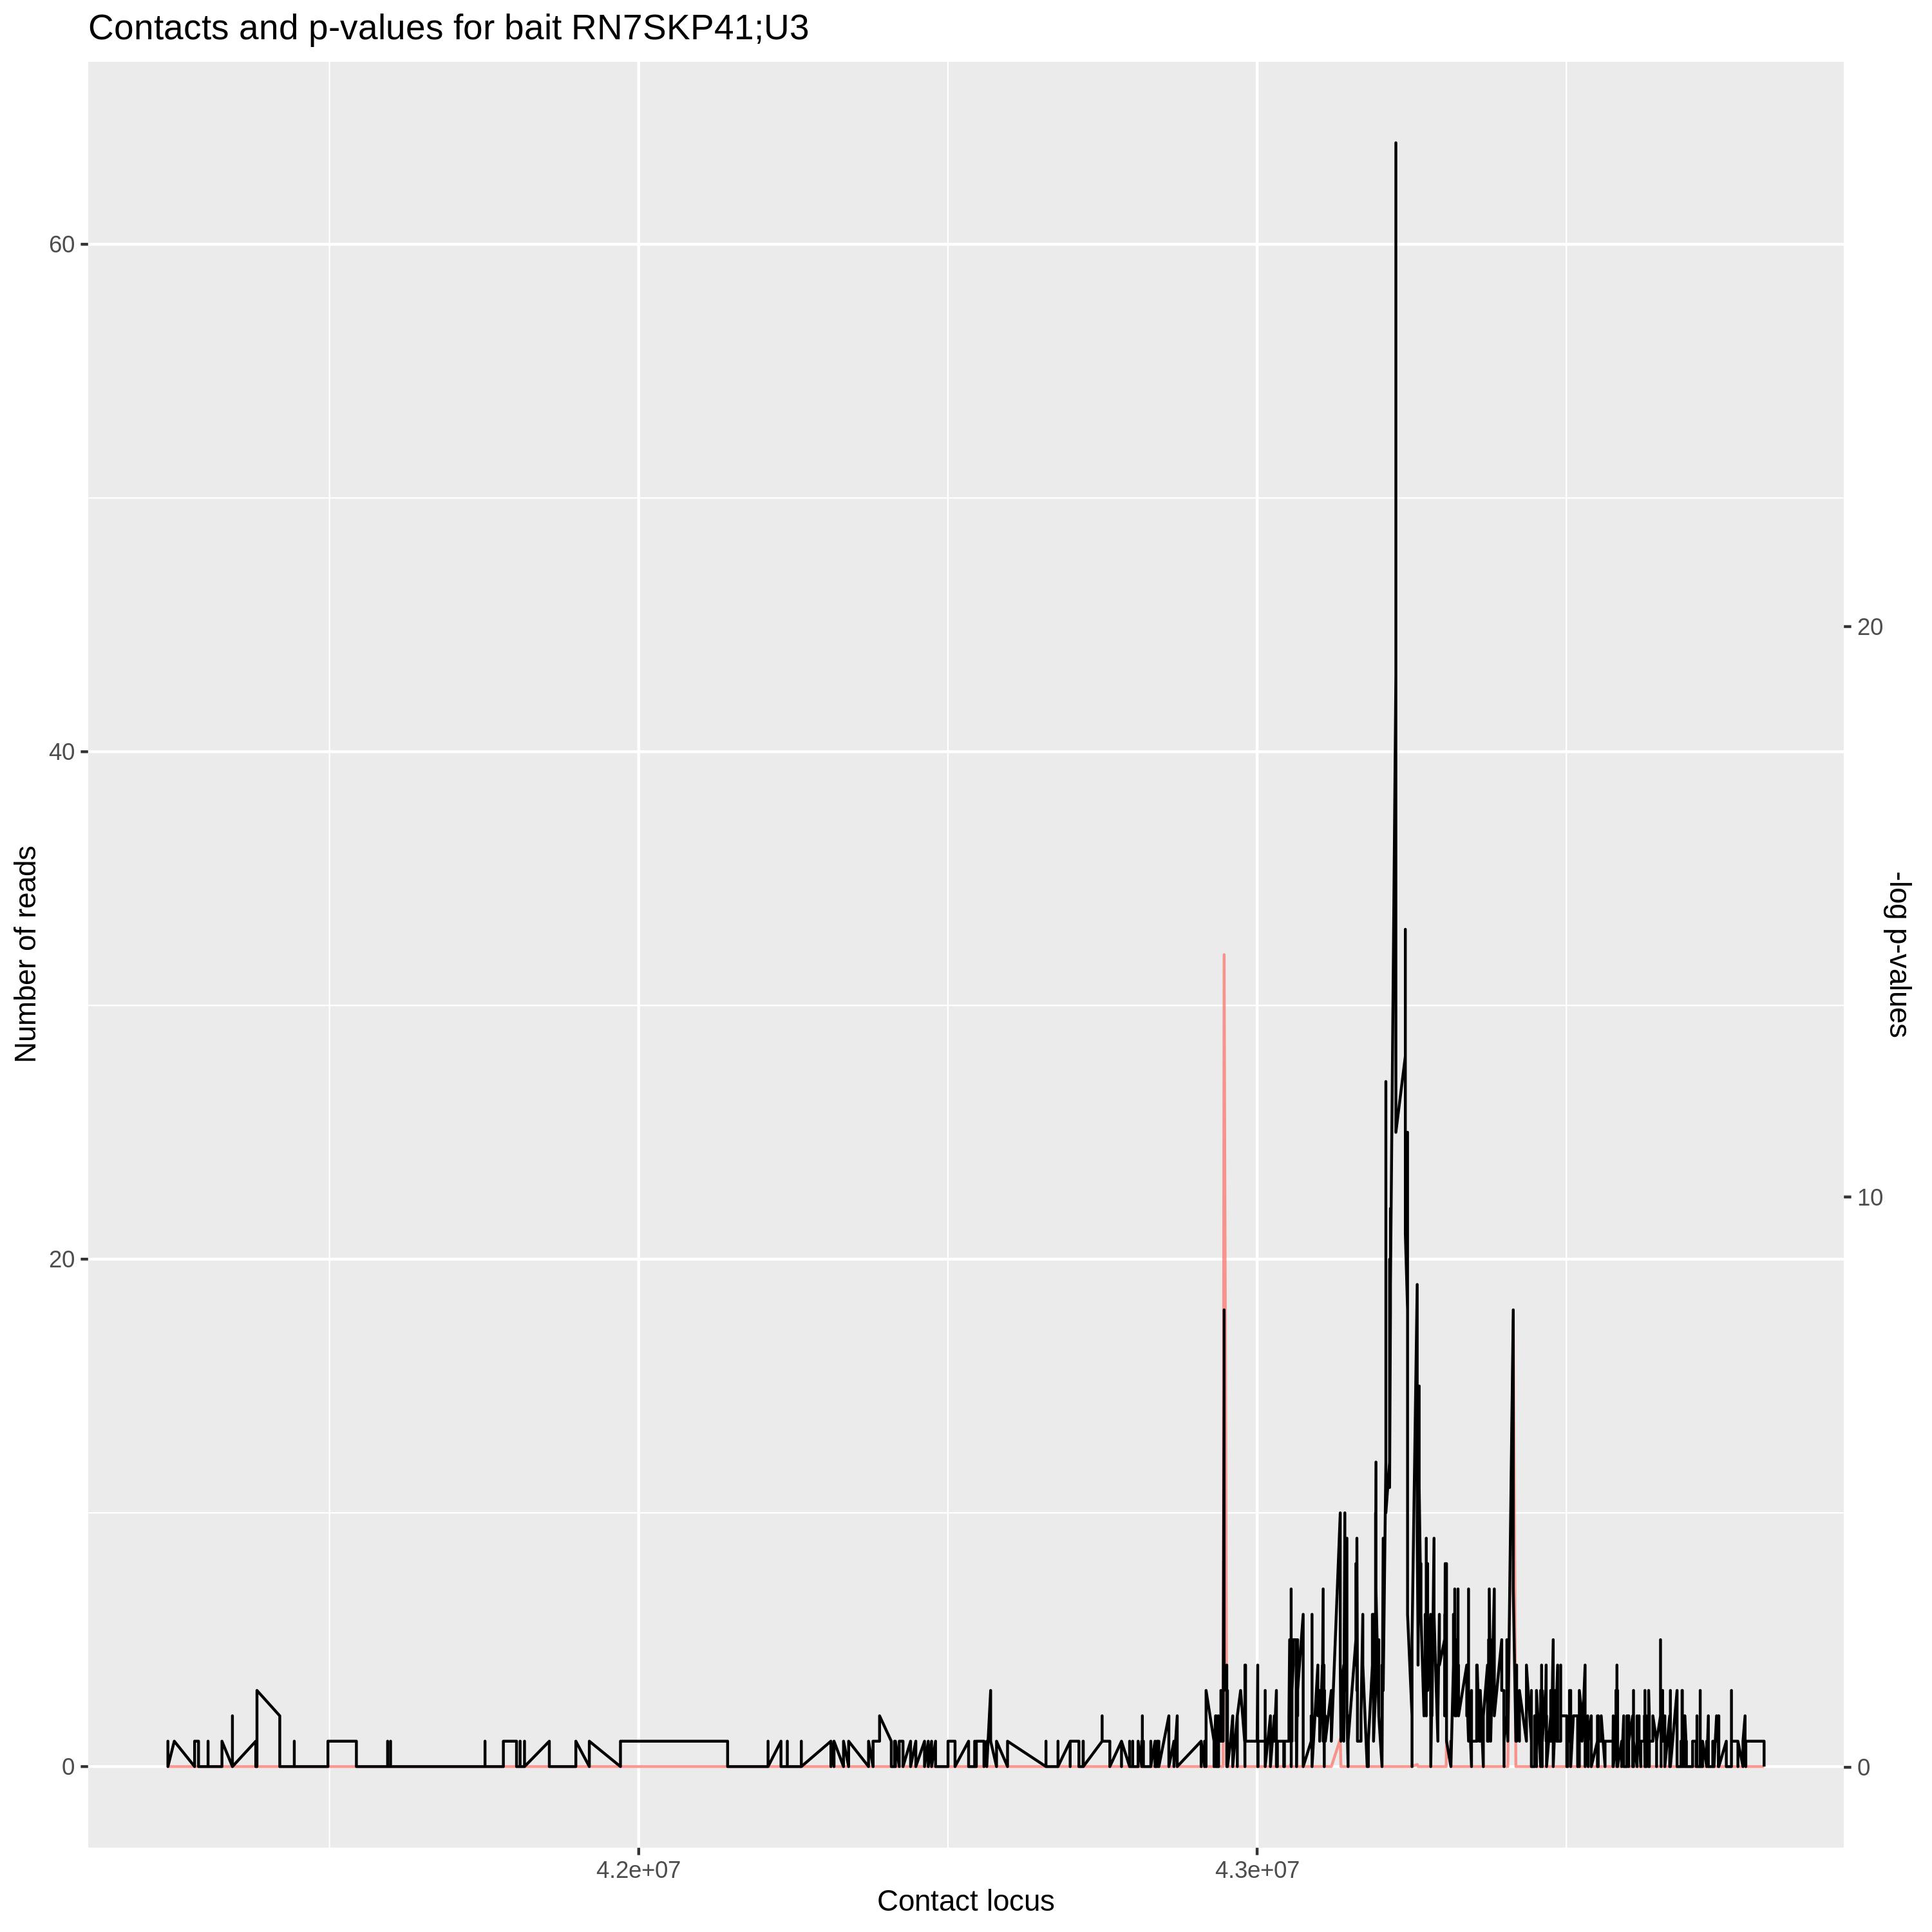 Contacts and p-values for bait RN7SKP41;U3
60
40
20
0
Number of reads
20
10
0
-log p-values
4.2e+07
4.3e+07
Contact locus